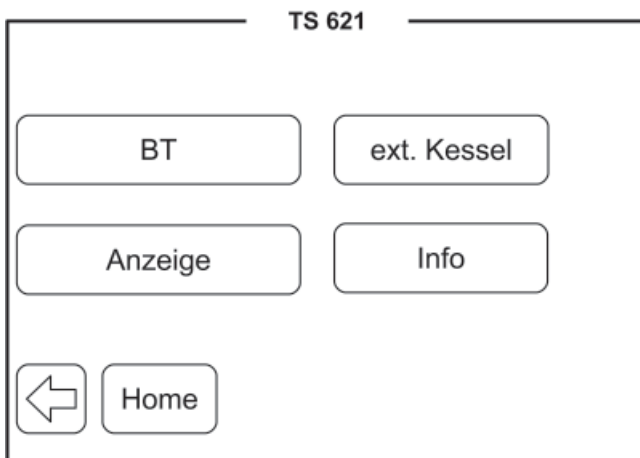 TS 621
BT
ext. Kessel
Anzeige
Info
Home